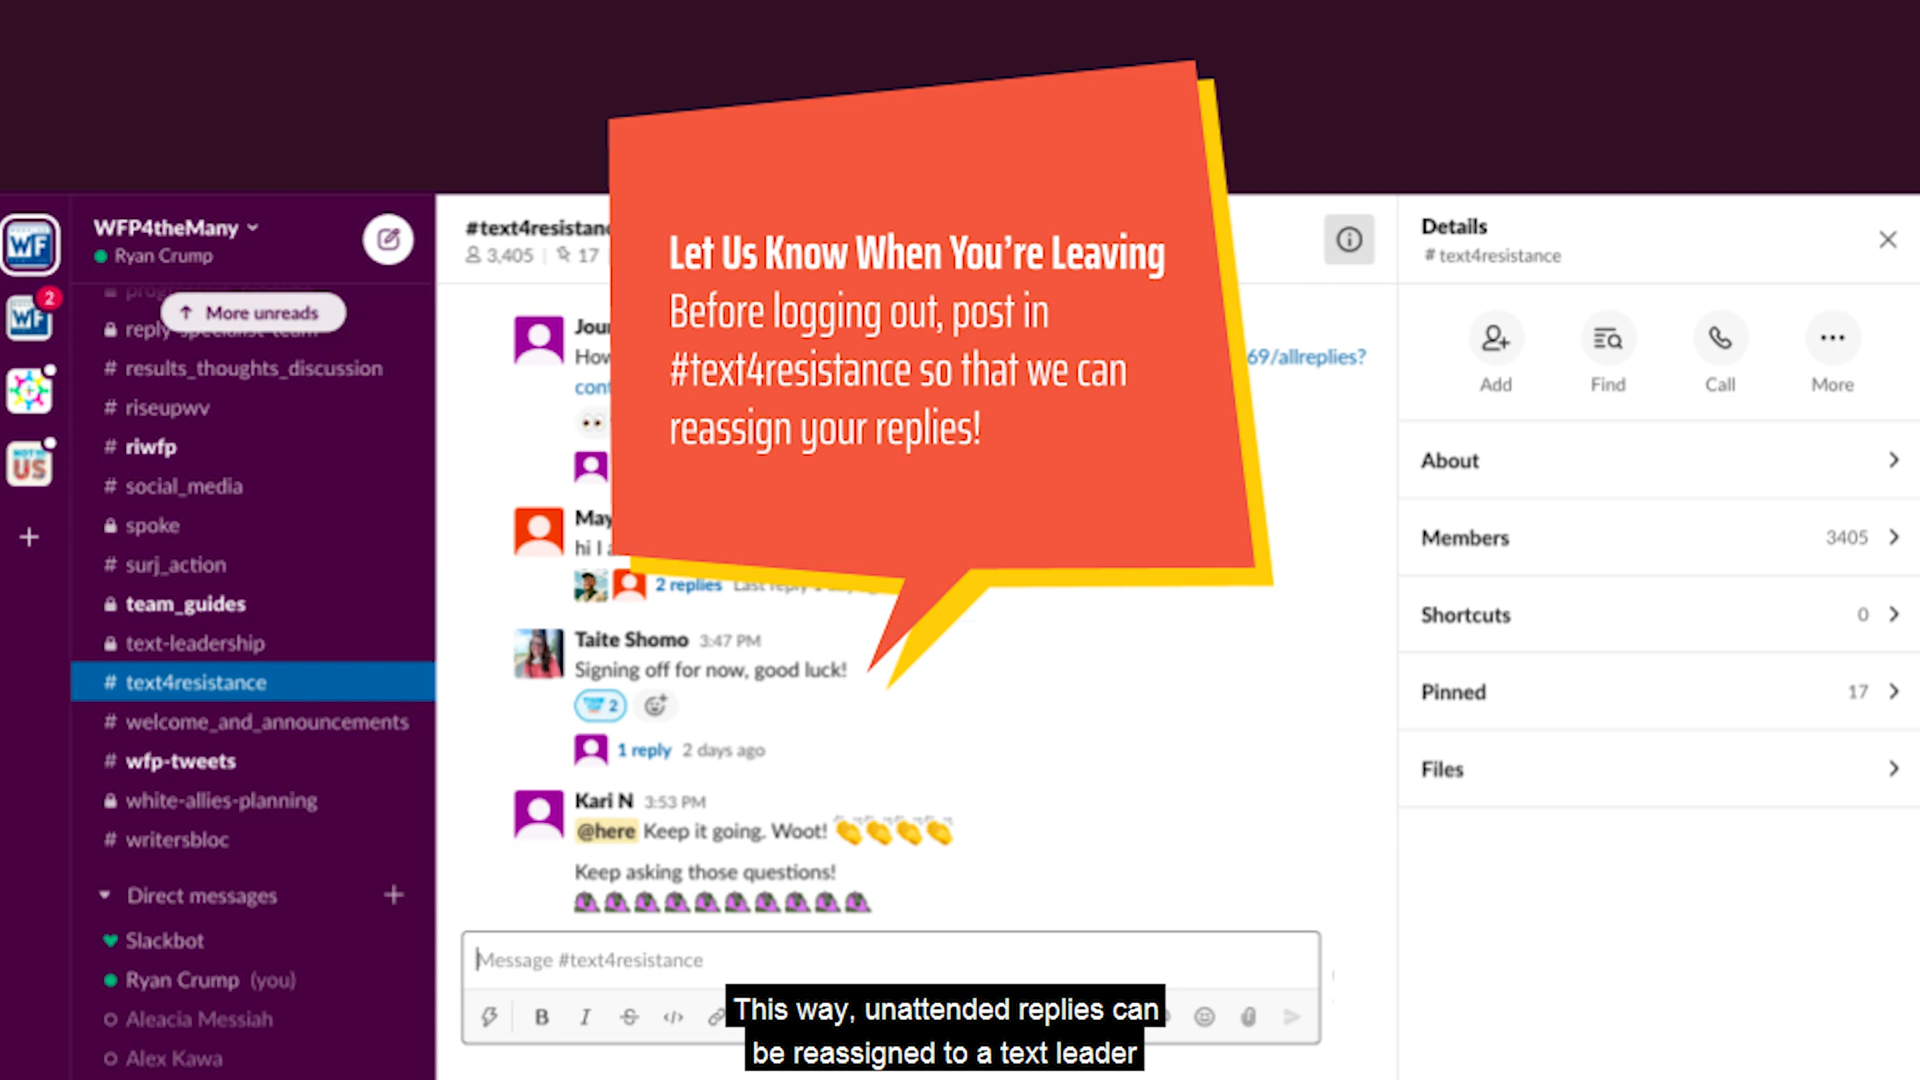 WFP4theMany
Ryan Crump
More unreads
# results_thoughts_discussion
# riseupwv
# riwfp
# social_media
spoke
# surj_action
team_guides
text-leadership
# text4resistance
# welcome_and_announcements
# wfp-tweets
white-allies-planning
# writersbloc
Direct messages
Slackbot
Ryan Crump (you)
Aleacia Messiah
Alex Kawa
WF
2
WF
US
3,405 | 17
69/allreplies?
Let Us Know When You're Leaving
Before logging out, post in
#text4resistance so that we can
reassign your replies!
hi I
2 replies
Taite Shomo 3:47 PM
Signing off for now, good luck!
2
1 reply 2 days ago
Kari N 3:53 PM
@here Keep it going. Woot!
Keep asking those questions!
Message #text4resistance
B I S </>
This way, unattended replies can
be reassigned to a text leader
Details
# text4resistance
Add Find Call More
About
Members 3405
Shortcuts 0
Pinned 17
Files